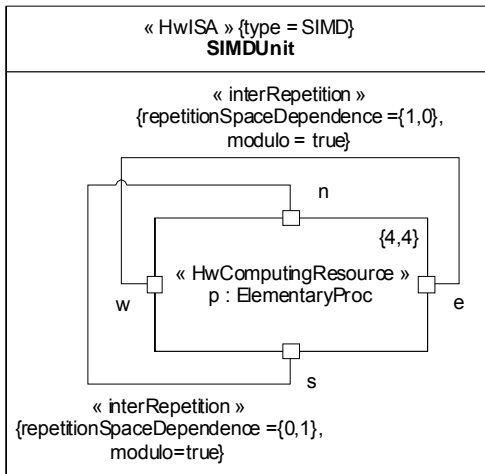 « HwISA » {type = SIMD}
SIMDUnit
« interRepetition »
{repetitionSpaceDependence ={1,0},
modulo = true}
n
{4,4}
« HwComputingResource »
p : ElementaryProc
w
e
s
« interRepetition »
{repetitionSpaceDependence ={0,1},
modulo=true}